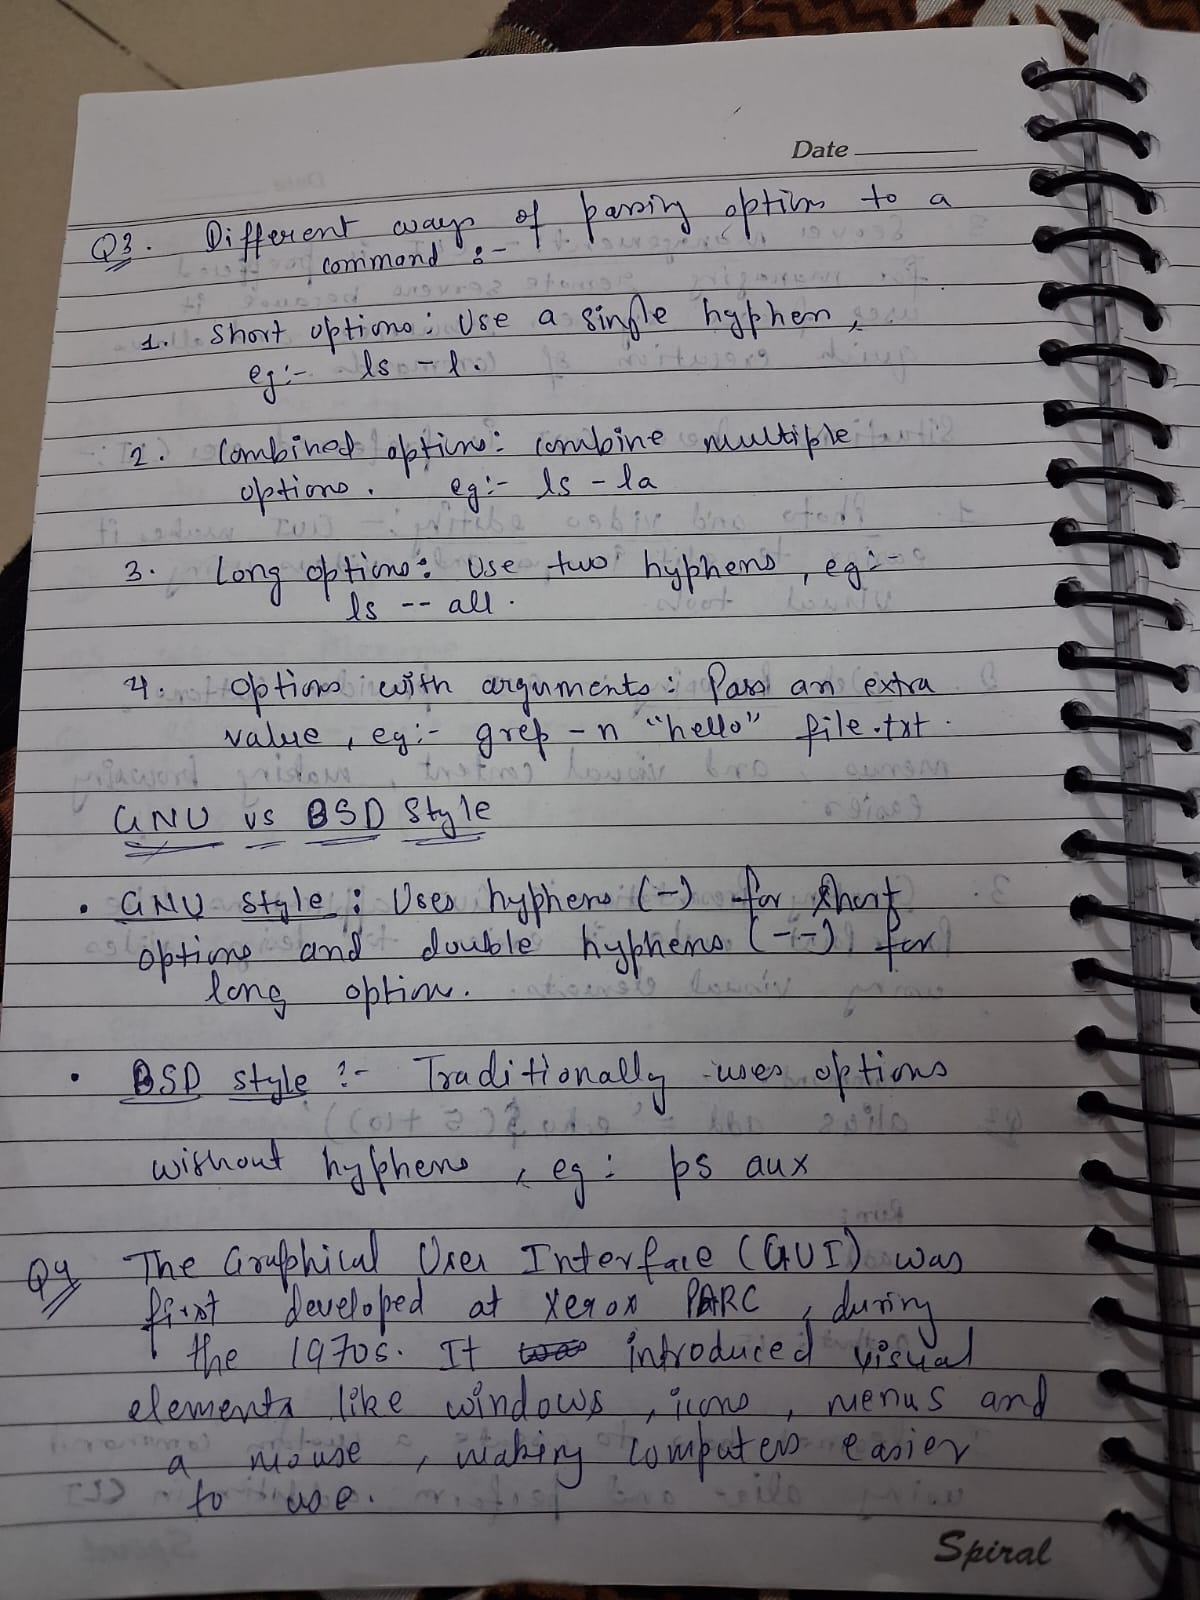 Date
Q3. Different ways of passing options to a
command :-
1. Short options: Use a single hyphen,
eg:- ls -l.
2. Combined options: combine multiple
options. eg:- ls -la
3. Long options: Use two hyphens, eg:-
ls --all.
4. Options with arguments: Pass an extra
value, eg:- grep -n "hello" file.txt.
GNU vs BSD Style
• GNU Style: Uses hyphens (-) for short
options and double hyphens (--) for
long option.
• BSD Style :- Traditionally uses options
without hyphens, eg: ps aux
Q4 The Graphical User Interface (GUI) was
first developed at Xerox PARC, during
the 1970s. It introduced visual
elements like windows, icons, menus and
a mouse, making computers easier
to use.
Spiral